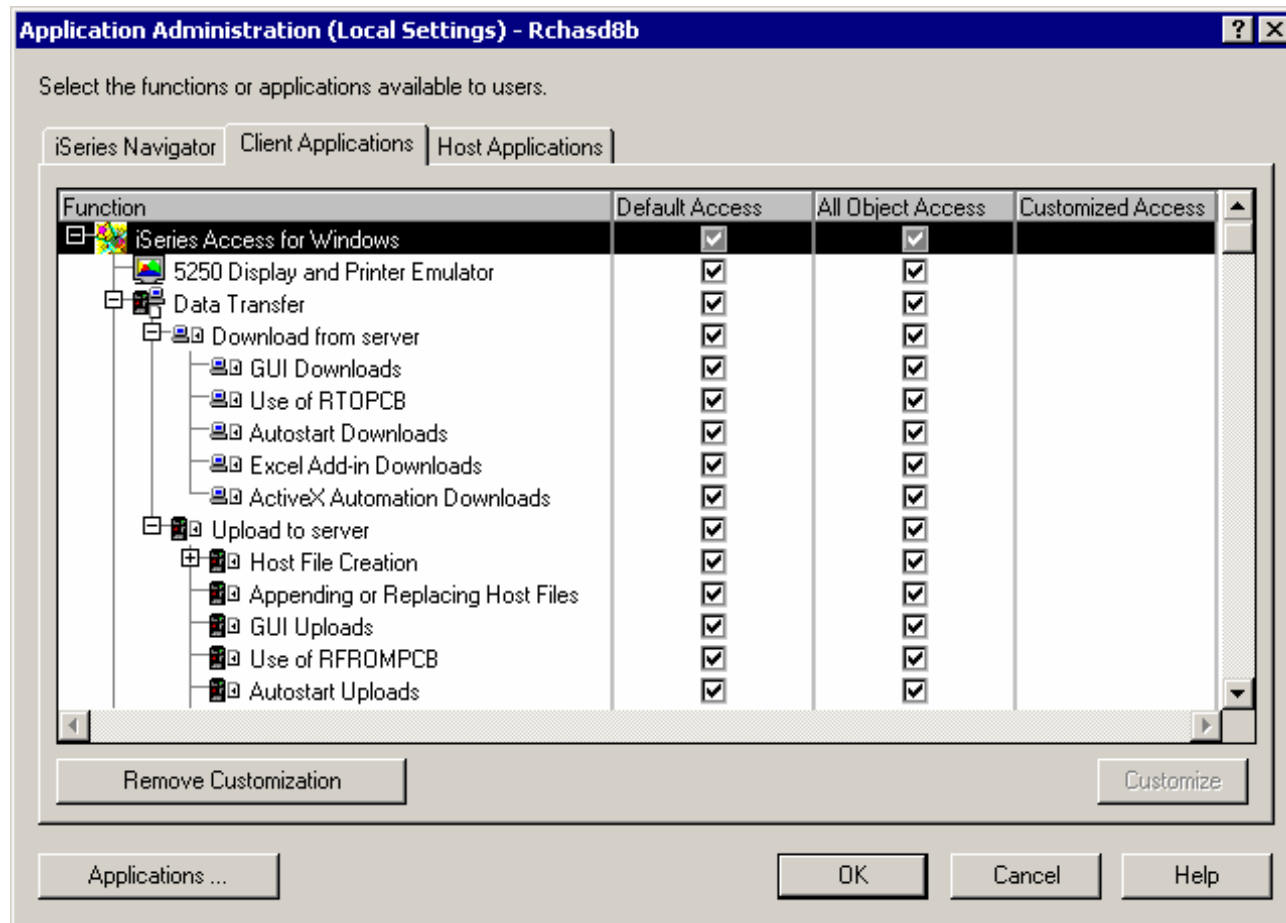 Application Administration (Local Settings) - Rchasd8b
Select the functions or applications available to users.
iSeries Navigator Client Applications Host Applications
Function Default Access All Object Access Customized Access
iSeries Access for Windows
5250 Display and Printer Emulator
Data Transfer
Download from server
GUI Downloads
Use of RTOPCB
Autostart Downloads
Excel Add-in Downloads
ActiveX Automation Downloads
Upload to server
Host File Creation
Appending or Replacing Host Files
GUI Uploads
Use of RFROMPCB
Autostart Uploads
Remove Customization Customize
Applications ... OK Cancel Help